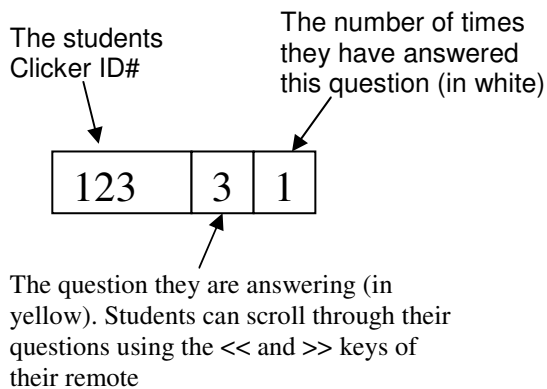 The students
Clicker ID#
The number of times
they have answered
this question (in white)
123 3 1
The question they are answering (in
yellow). Students can scroll through their
questions using the << and >> keys of
their remote